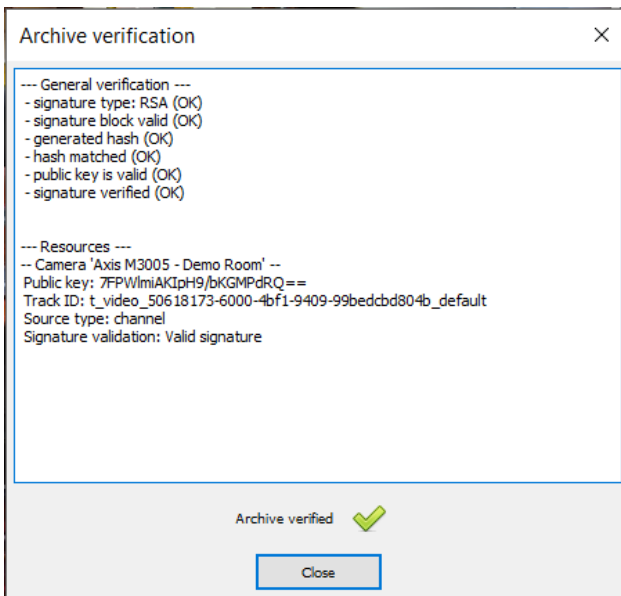 Archive verification
--- General verification ---
- signature type: RSA (OK)
- signature block valid (OK)
- generated hash (OK)
- hash matched (OK)
- public key is valid (OK)
- signature verified (OK)
--- Resources ---
-- Camera 'Axis M3005 - Demo Room' --
Public key: 7FPWlmiAKIpH9/bKGMPdRQ==
Track ID: t_video_50618173-6000-4bf1-9409-99bedcbd804b_default
Source type: channel
Signature validation: Valid signature
Archive verified
Close